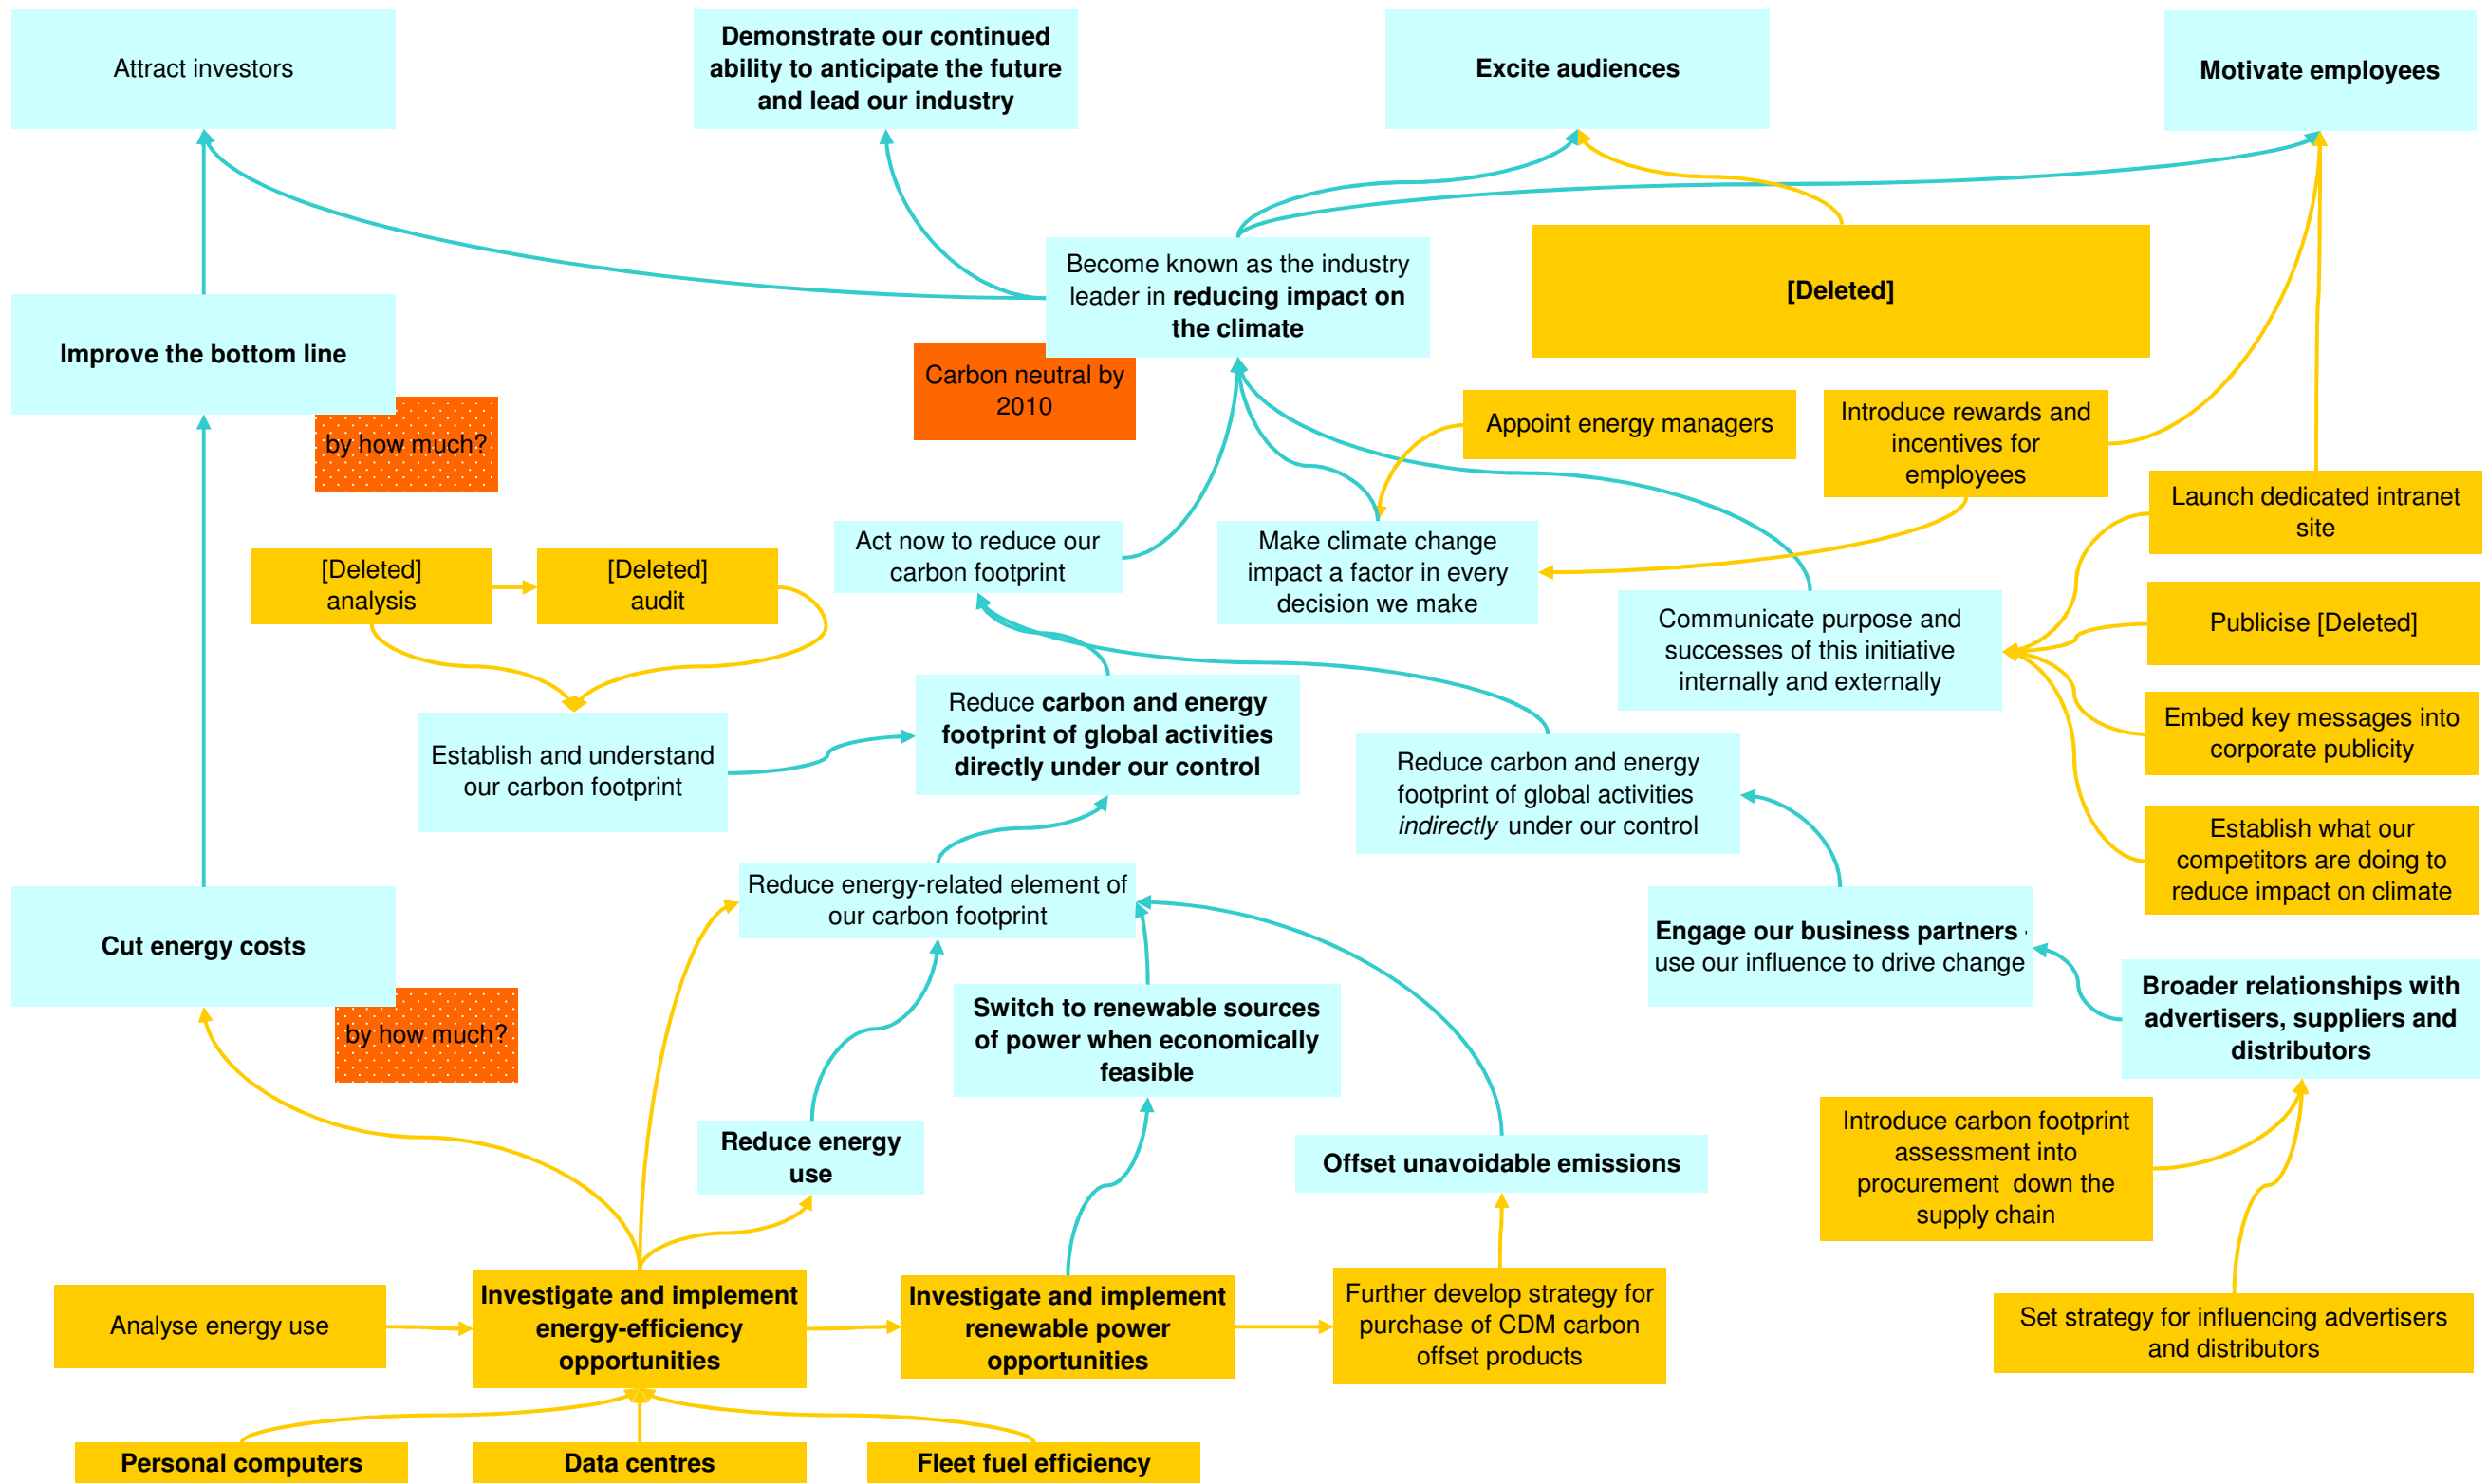 Attract investors
Demonstrate our continued
ability to anticipate the future
and lead our industry
Excite audiences
Motivate employees
Become known as the industry
leader in reducing impact on
the climate
[Deleted]
Improve the bottom line
Carbon neutral by
2010
by how much?
Appoint energy managers
Introduce rewards and
incentives for
employees
Launch dedicated intranet
site
Act now to reduce our
carbon footprint
Make climate change
impact a factor in every
decision we make
[Deleted]
analysis
[Deleted]
audit
Communicate purpose and
successes of this initiative
internally and externally
Publicise [Deleted]
Reduce carbon and energy
footprint of global activities
directly under our control
Embed key messages into
corporate publicity
Establish and understand
our carbon footprint
Reduce carbon and energy
footprint of global activities
indirectly under our control
Establish what our
competitors are doing to
reduce impact on climate
Reduce energy-related element of
our carbon footprint
Cut energy costs
Engage our business partners -
use our influence to drive change
Broader relationships with
advertisers, suppliers and
distributors
Switch to renewable sources
of power when economically
feasible
by how much?
Reduce energy
use
Offset unavoidable emissions
Introduce carbon footprint
assessment into
procurement down the
supply chain
Analyse energy use
Investigate and implement
energy-efficiency
opportunities
Investigate and implement
renewable power
opportunities
Further develop strategy for
purchase of CDM carbon
offset products
Set strategy for influencing advertisers
and distributors
Personal computers
Data centres
Fleet fuel efficiency